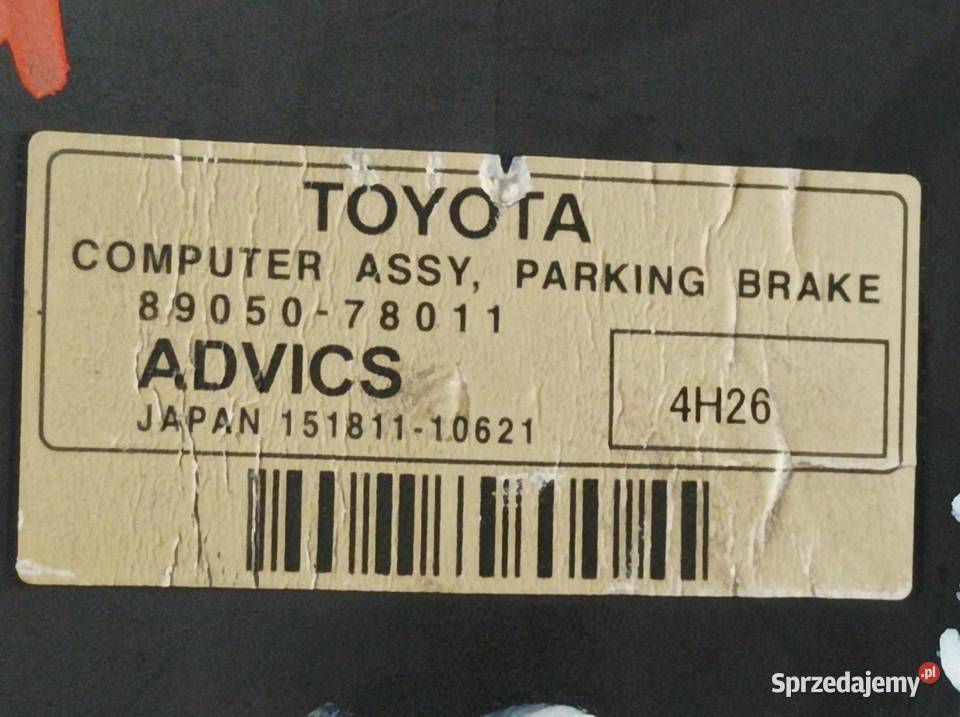 TOYOTA
COMPUTER ASSY, PARKING BRAKE
89050-78011
ADVICS
JAPAN 151811-10621
4H26
Sprzedajemy.pl